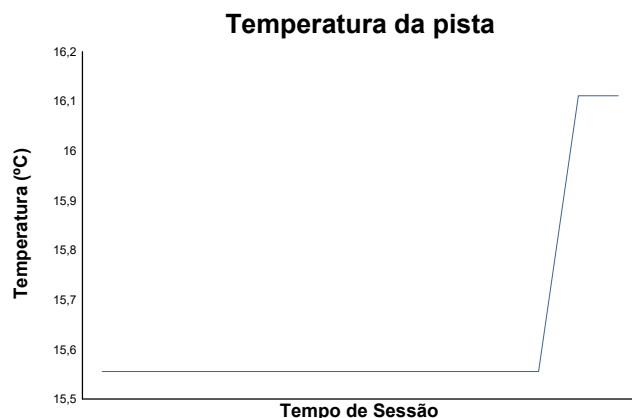 Temperatura da pista
Temperatura (ºC)
16,2
16,1
16
15,9
15,8
15,7
15,6
15,5
Tempo de Sessão